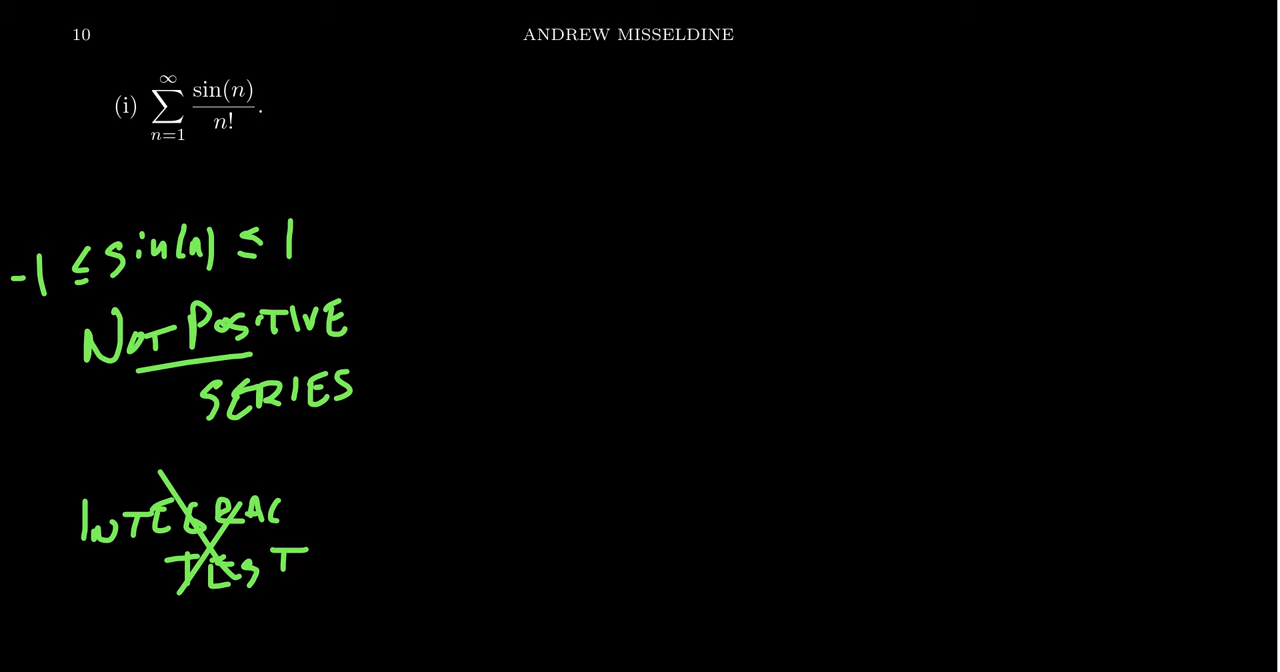 10 ANDREW MISSELDINE
(i) ∑_{n=1}^{∞} sin(n)/n!.
-1 ≤ sin(n) ≤ 1
NOT POSITIVE
SERIES
INTEGRAL
TEST